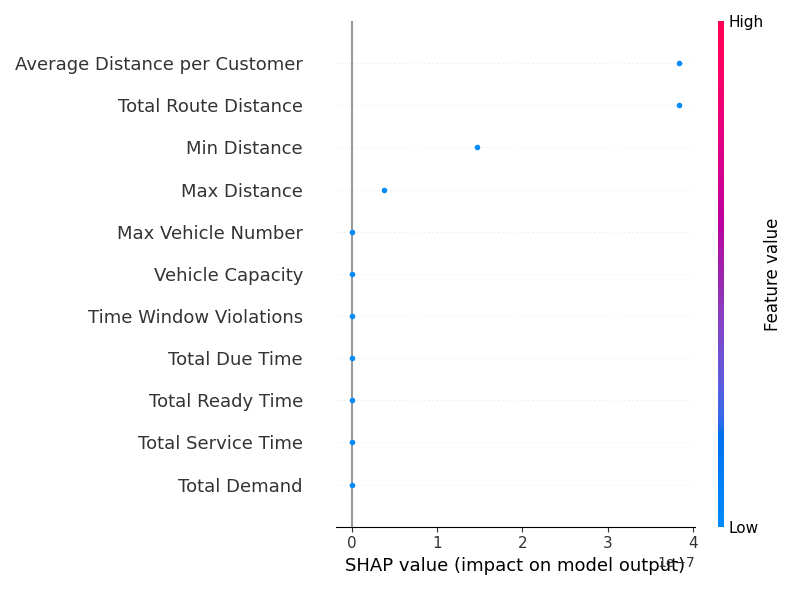 High
Average Distance per Customer
Total Route Distance
Min Distance
Max Distance
Max Vehicle Number
Vehicle Capacity
Time Window Violations
Total Due Time
Total Ready Time
Total Service Time
Total Demand
Feature value
Low
0 1 2 3 4
SHAP value (impact on model output)
1e−7